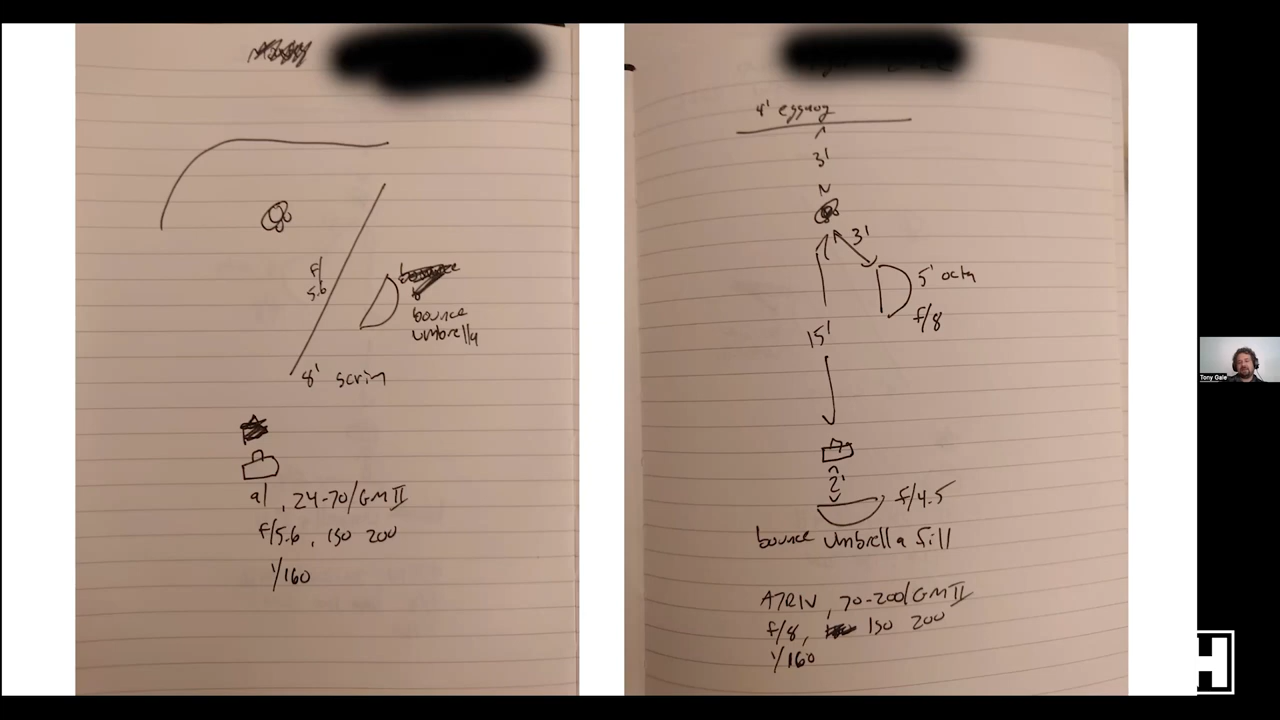 f/
5.6
bounce
umbrella
8' scrim
a1, 24-70/GM II
f/5.6, ISO 200
1/160
4'
3'
3'
5' octa
f/8
15'
2'
f/4.5
bounce umbrella fill
A7RIV, 70-200/GM II
f/8, ISO 200
1/160
Tony Gale
H